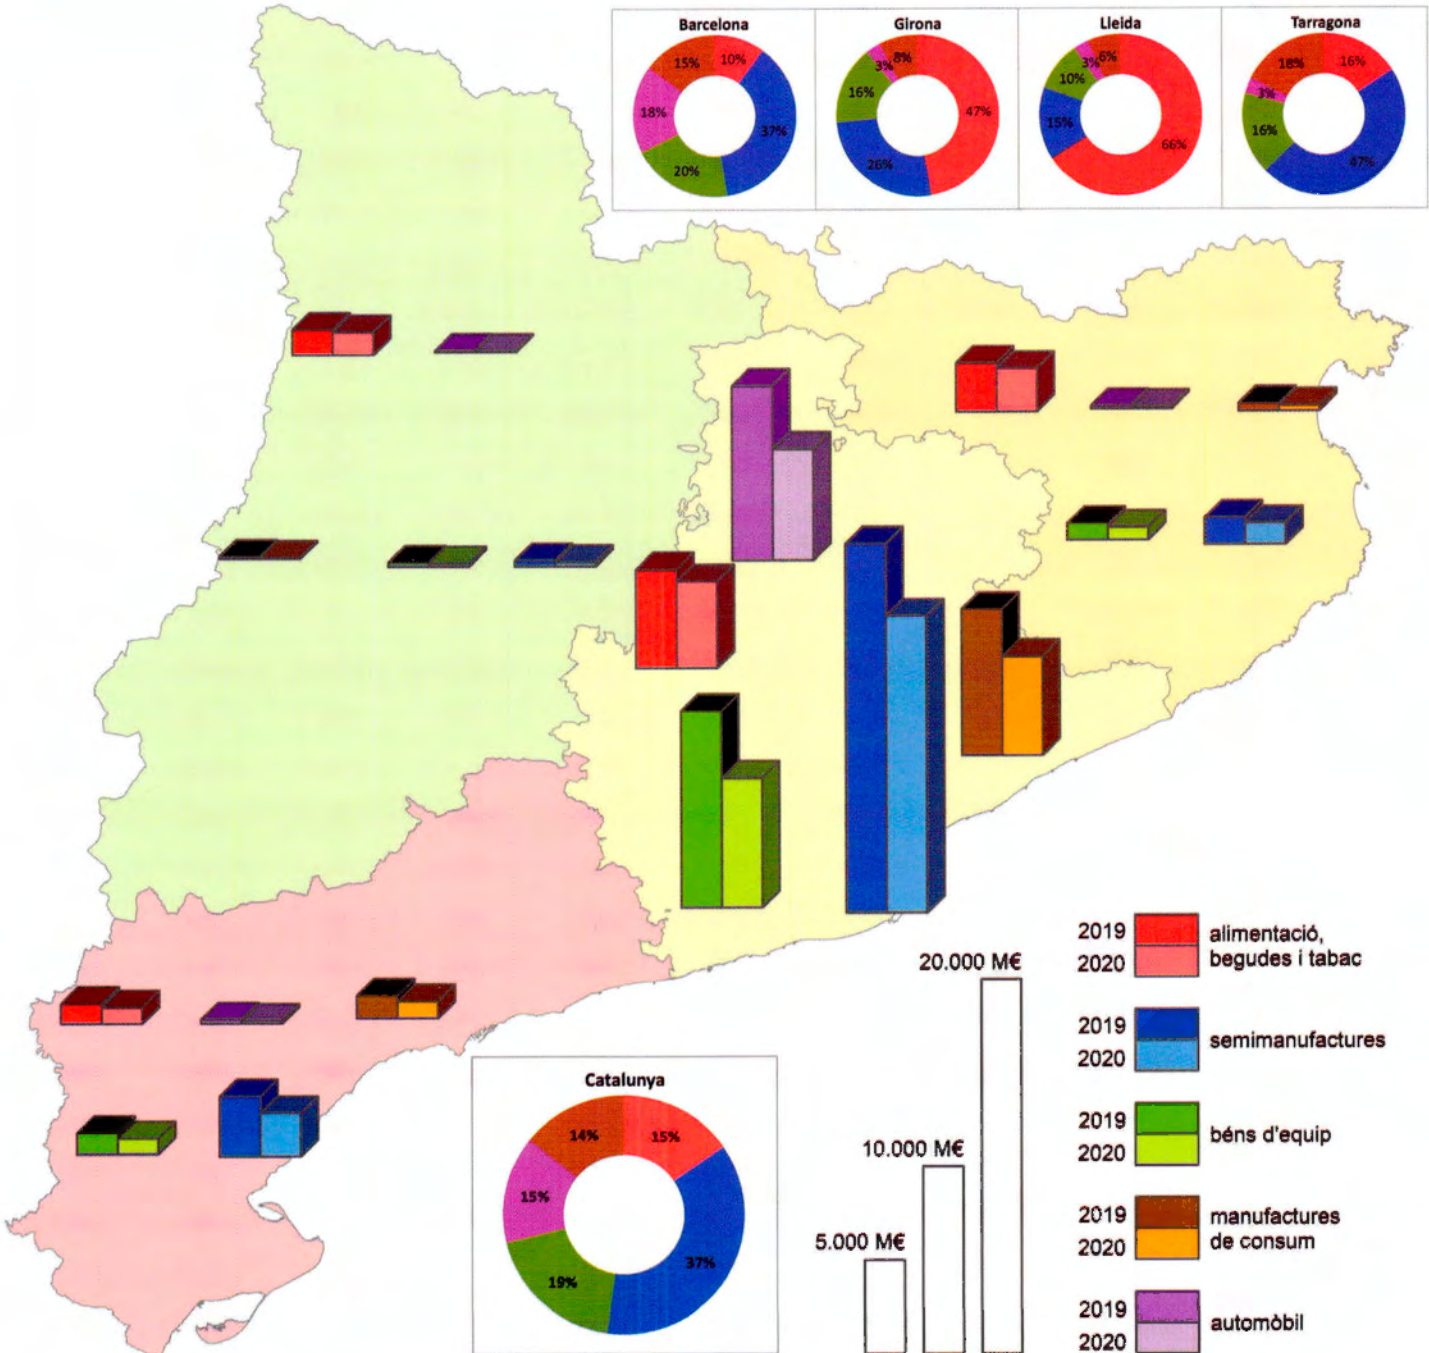 Barcelona
10%
37%
20%
18%
15%
Girona
47%
26%
16%
3%
8%
Lleida
66%
15%
10%
3%
6%
Tarragona
16%
47%
16%
3%
18%
Catalunya
15%
37%
19%
15%
14%
5.000 M€
10.000 M€
20.000 M€
2019
2020
alimentació,
begudes i tabac
2019
2020
semimanufactures
2019
2020
béns d'equip
2019
2020
manufactures
de consum
2019
2020
automòbil